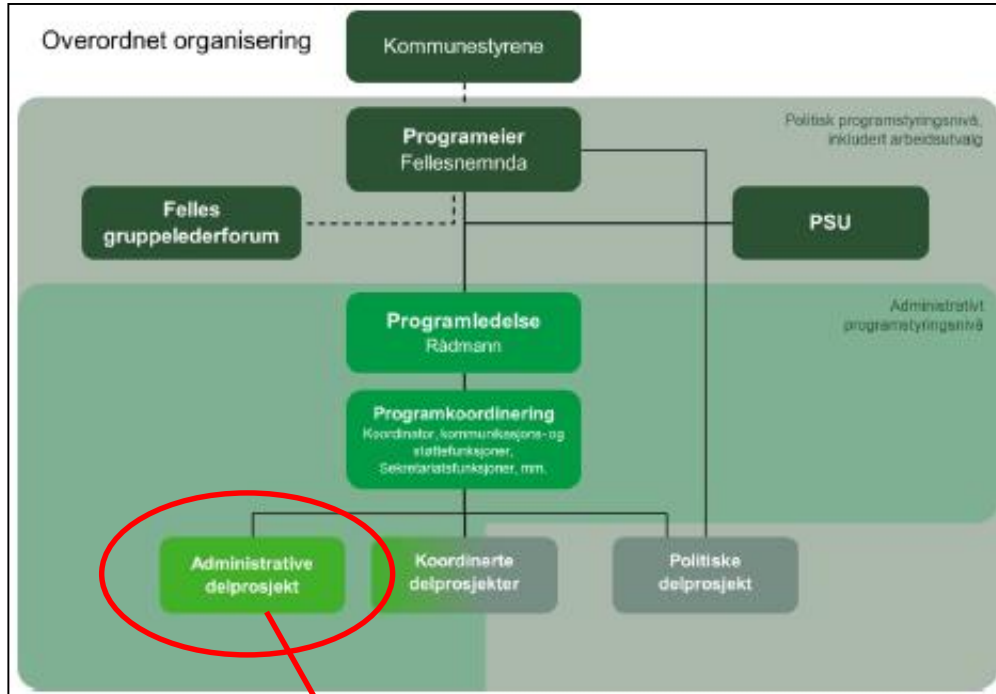 Overordnet organisering
Kommunestyrene
Politisk programstyringsnivå,
inkludert arbeidsutvalg
Programeier
Fellesnemnda
Felles
gruppelederforum
PSU
Administrativt
programstyringsnivå
Programledelse
Rådmann
Programkoordinering
Koordinator, kommunikasjons- og
støttefunksjoner,
Sekretariatsfunksjoner, mm.
Administrative
delprosjekt
Koordinerte
delprosjekter
Politiske
delprosjekt